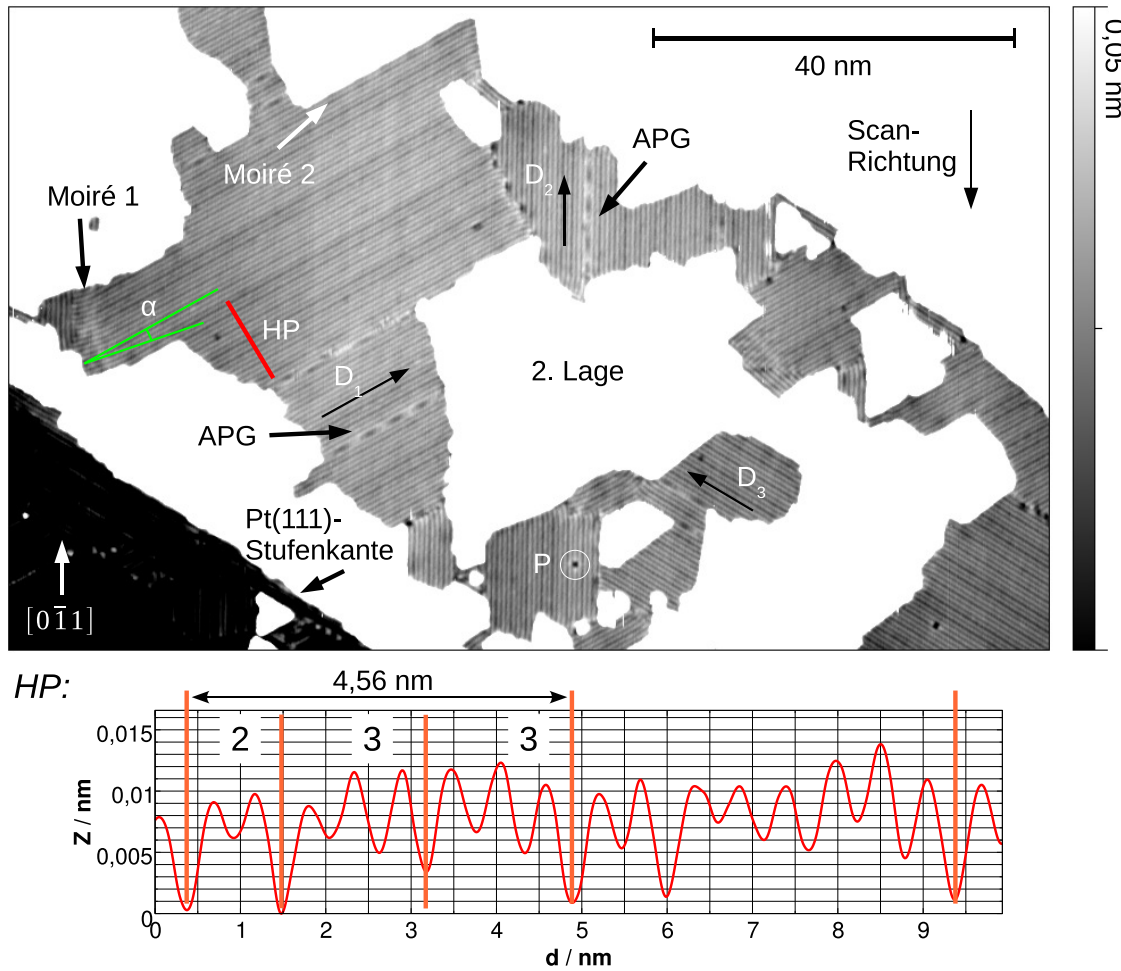 0,05 nm
40 nm
Scan-
Richtung
APG
D2
Moiré 2
Moiré 1
α
HP
D1
2. Lage
APG
D3
Pt(111)-
Stufenkante
P
[01̄1]
HP:
4,56 nm
2 3 3
0,015
0,01
0,005
0
Z / nm
0 1 2 3 4 5 6 7 8 9
d / nm